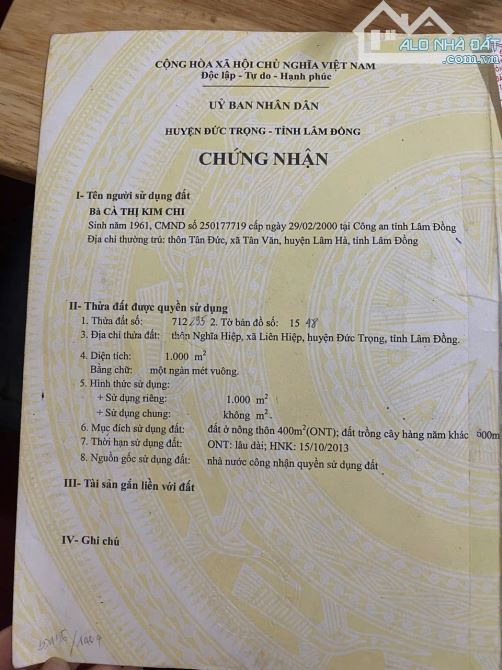 ALO NHÀ ĐẤT
.com.vn
CỘNG HÒA XÃ HỘI CHỦ NGHĨA VIỆT NAM
Độc lập - Tự do - Hạnh phúc
UỶ BAN NHÂN DÂN
HUYỆN ĐỨC TRỌNG - TỈNH LÂM ĐỒNG
CHỨNG NHẬN
I- Tên người sử dụng đất
Bà CÀ THỊ KIM CHI
Sinh năm 1961, CMND số 250177719 cấp ngày 29/02/2000 tại Công an tỉnh Lâm Đồng
Địa chỉ thường trú: thôn Tân Đức, xã Tân Văn, huyện Lâm Hà, tỉnh Lâm Đồng
II- Thửa đất được quyền sử dụng
1. Thửa đất số: 712 295 2. Tờ bản đồ số: 15 48
3. Địa chỉ thửa đất: thôn Nghĩa Hiệp, xã Liên Hiệp, huyện Đức Trọng, tỉnh Lâm Đồng.
4. Diện tích: 1.000 m²
Bằng chữ: một ngàn mét vuông.
5. Hình thức sử dụng:
+ Sử dụng riêng: 1.000 m²
+ Sử dụng chung: không m².
6. Mục đích sử dụng đất: đất ở nông thôn 400m²(ONT); đất trồng cây hàng năm khác 600m
7. Thời hạn sử dụng đất: ONT: lâu dài; HNK: 15/10/2013
8. Nguồn gốc sử dụng đất: nhà nước công nhận quyền sử dụng đất
III- Tài sản gắn liền với đất
IV- Ghi chú